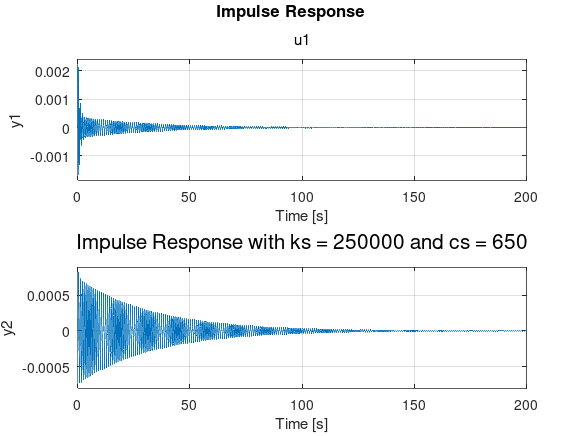 Impulse Response
u1
y1
0.002
0.001
0
-0.001
0
50
100
150
200
Time [s]
Impulse Response with ks = 250000 and cs = 650
y2
0.0005
0
-0.0005
0
50
100
150
200
Time [s]